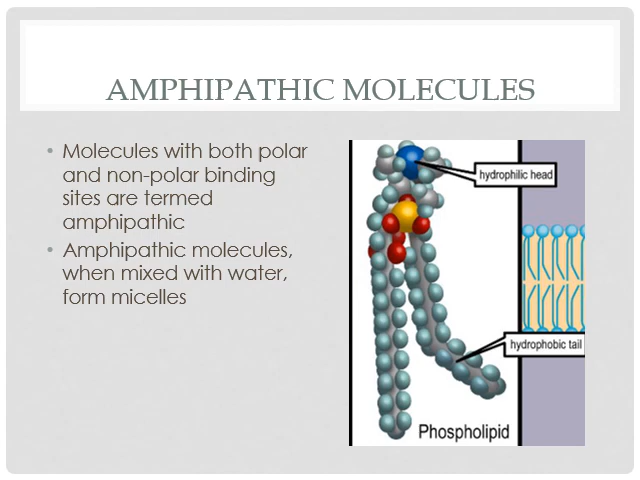 AMPHIPATHIC MOLECULES
• Molecules with both polar
and non-polar binding
sites are termed
amphipathic
• Amphipathic molecules,
when mixed with water,
form micelles
hydrophilic head
hydrophobic tail
Phospholipid